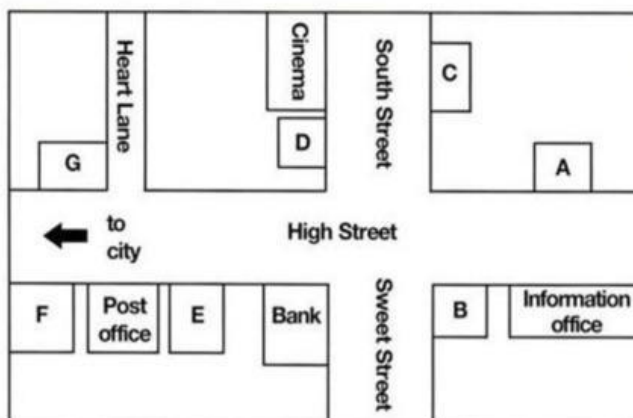 Heart Lane
Cinema
South Street
C
D
G
A
to
city
High Street
F
Post
office
E
Bank
Sweet Street
B
Information
office